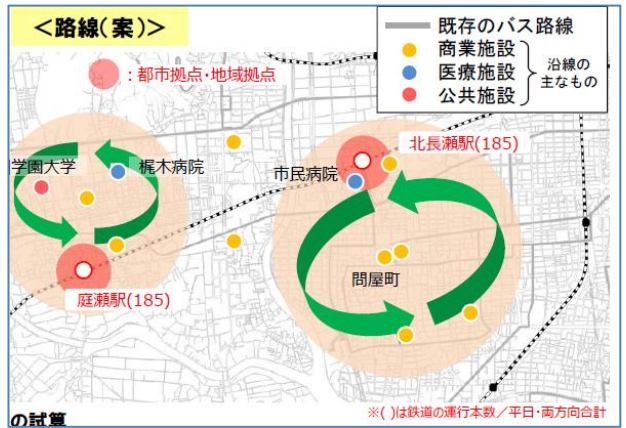 ＜路線(案)＞
既存のバス路線
商業施設
医療施設
公共施設
沿線の
主なもの
：都市拠点・地域拠点
北長瀬駅(185)
学園大学
梶木病院
市民病院
問屋町
庭瀬駅(185)
※( )は鉄道の運行本数／平日・両方向合計
の試算